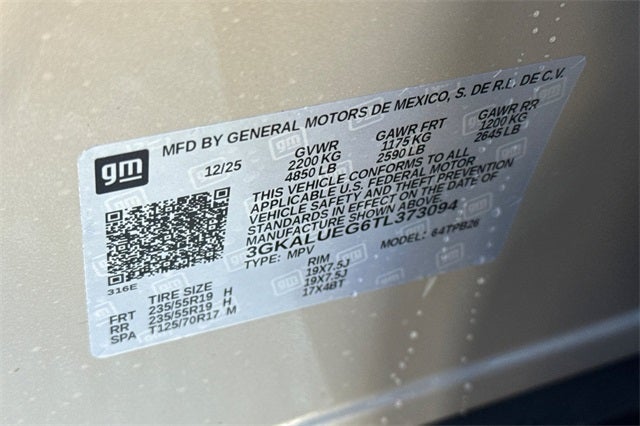 MFD BY GENERAL MOTORS DE MEXICO, S. DE R.L. DE C.V.
gm
12/25 GVWR GAWR FRT GAWR RR
2200 KG 1175 KG 1200 KG
4850 LB 2590 LB 2645 LB
THIS VEHICLE CONFORMS TO ALL
APPLICABLE U.S. FEDERAL MOTOR
VEHICLE SAFETY AND THEFT PREVENTION
STANDARDS IN EFFECT ON THE DATE OF
MANUFACTURE SHOWN ABOVE.
3GKALUEG6TL373094
TYPE: MPV MODEL: 64TPB26
316E
TIRE SIZE RIM
FRT 235/55R19 H 19X7.5J
RR 235/55R19 H 19X7.5J
SPA T125/70R17 M 17X4BT